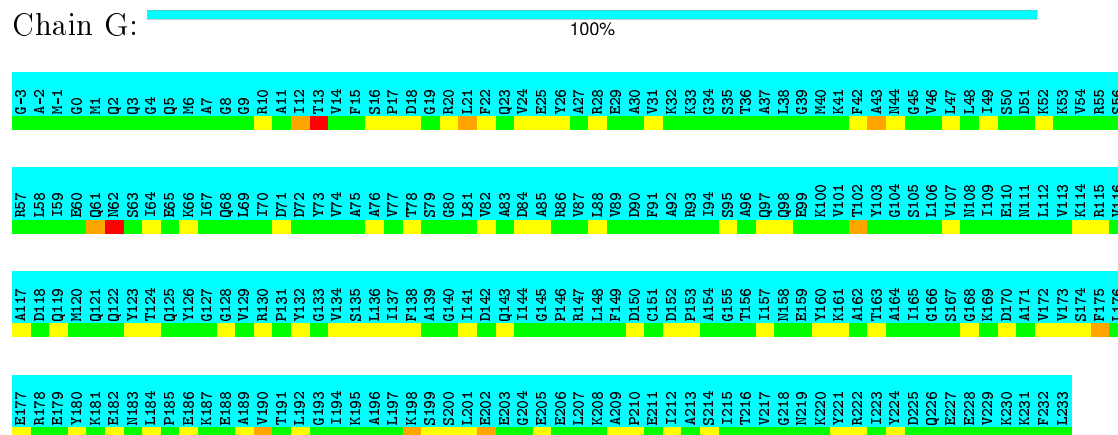 Chain G:
100%
G-3 A-2 M-1 G0 M1 Q2 Q3 G4 Q5 M6 A7 G8 G9 R10 A11 I12 T13 V14 F15 S16 P17 D18 G19 R20 L21 F22 Q23 V24 E25 Y26 A27 R28 E29 A30 V31 K32 K33 G34 S35 T36 A37 L38 G39 M40 K41 F42 A43 N44 G45 V46 L47 L48 I49 S50 D51 K52 K53 V54 R55 S56
R57 L58 I59 E60 Q61 N62 S63 I64 E65 K66 I67 Q68 L69 I70 D71 D72 Y73 V74 A75 A76 V77 T78 S79 G80 L81 V82 A83 D84 A85 R86 V87 L88 V89 D90 F91 A92 R93 I94 S95 A96 Q97 Q98 E99 K100 V101 T102 Y103 G104 S105 L106 V107 N108 I109 E110 N111 L112 V113 K114 R115 V116
A117 D118 Q119 M120 Q121 Q122 Y123 T124 Q125 Y126 G127 G128 V129 R130 P131 Y132 G133 V134 S135 L136 I137 F138 A139 G140 I141 D142 Q143 I144 G145 P146 R147 L148 F149 D150 C151 D152 P153 A154 G155 T156 I157 N158 E159 Y160 K161 A162 T163 A164 I165 G166 S167 G168 K169 D170 A171 V172 V173 S174 F175 L176
E177 R178 E179 Y180 K181 E182 N183 L184 P185 E186 K187 E188 A189 V190 T191 L192 G193 I194 K195 A196 L197 K198 S199 S200 L201 E202 E203 G204 E205 E206 L207 K208 A209 P210 E211 I212 A213 S214 I215 T216 V217 G218 N219 K220 Y221 R222 I223 Y224 D225 Q226 E227 E228 V229 K230 K231 F232 L233